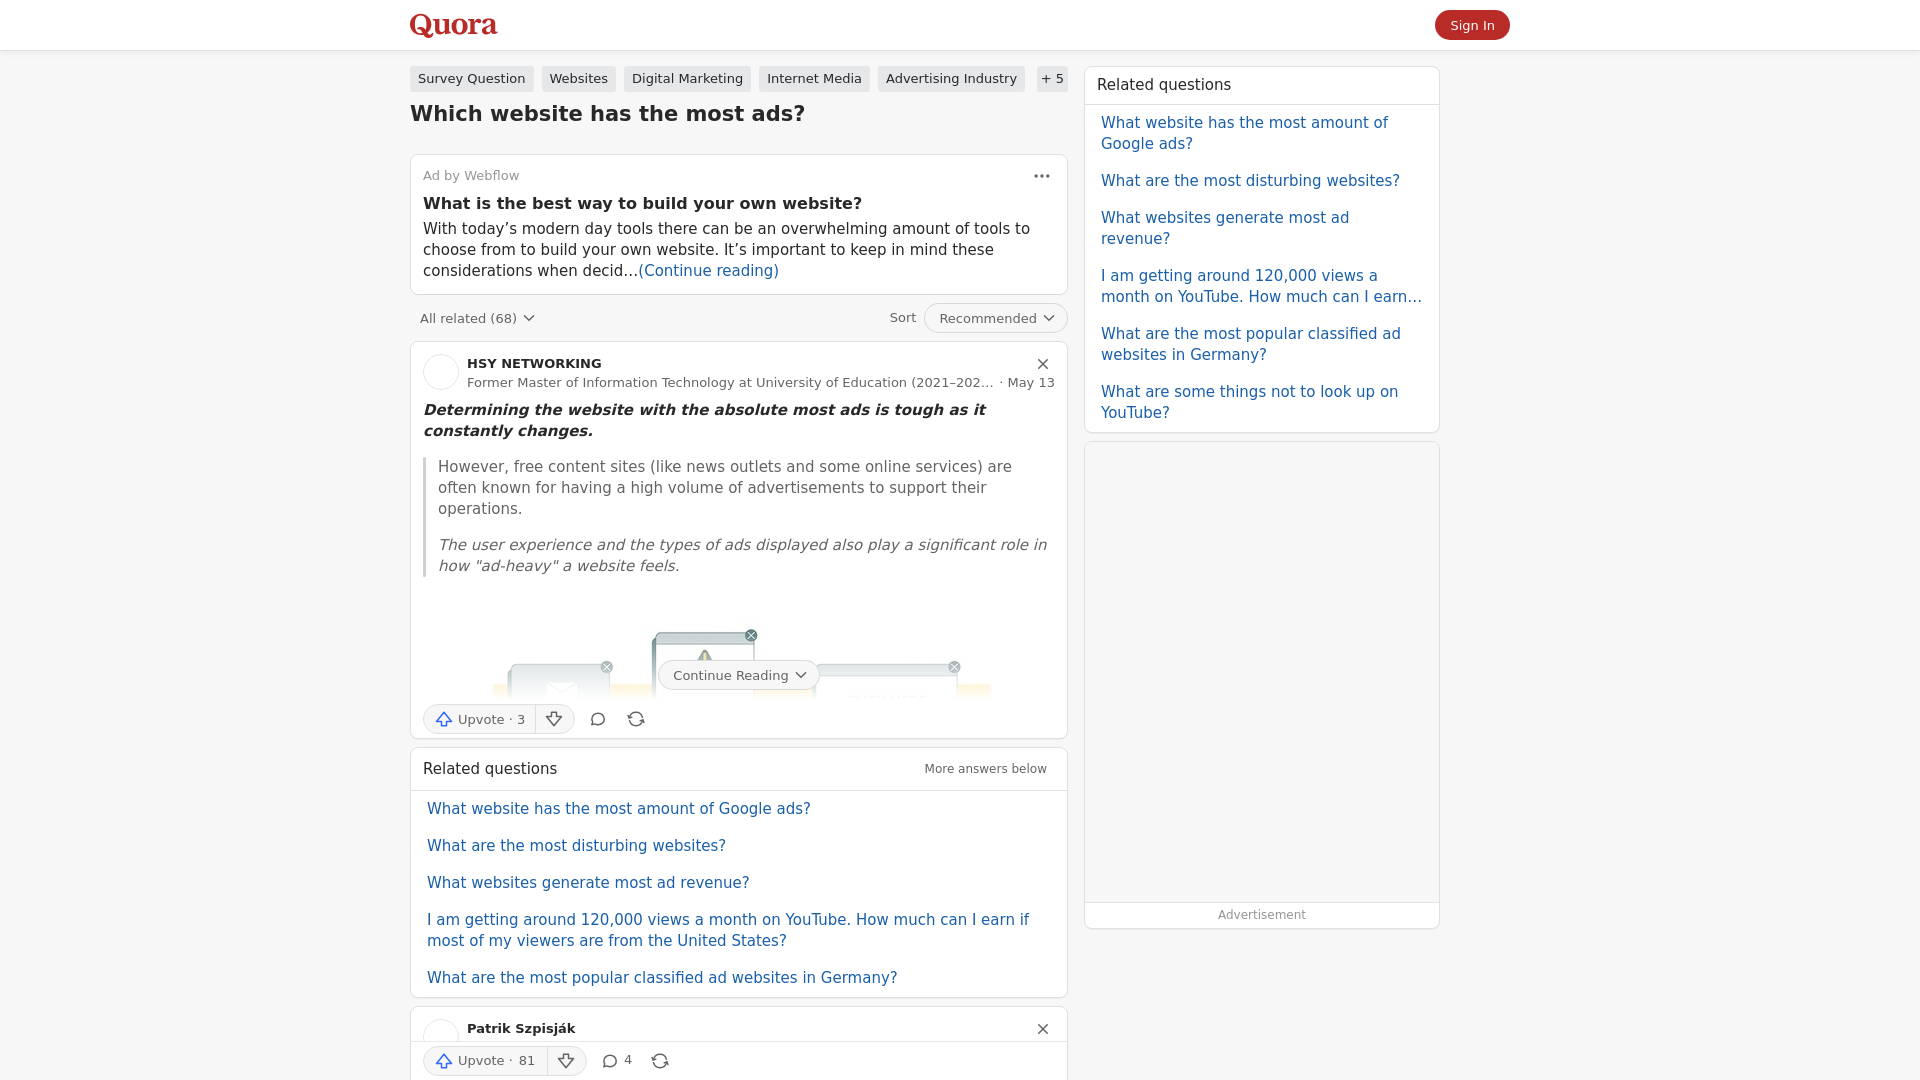 Quora
Sign In
Survey Question
Websites
Digital Marketing
Internet Media
Advertising Industry
+ 5
Which website has the most ads?
Ad by Webflow
What is the best way to build your own website?
With today’s modern day tools there can be an overwhelming amount of tools to
choose from to build your own website. It’s important to keep in mind these
considerations when decid…(Continue reading)
All related (68)
Sort
Recommended
HSY NETWORKING
Former Master of Information Technology at University of Education (2021–202… · May 13
Determining the website with the absolute most ads is tough as it
constantly changes.
However, free content sites (like news outlets and some online services) are
often known for having a high volume of advertisements to support their
operations.
The user experience and the types of ads displayed also play a significant role in
how "ad-heavy" a website feels.
Continue Reading
Upvote · 3
Related questions
More answers below
What website has the most amount of Google ads?
What are the most disturbing websites?
What websites generate most ad revenue?
I am getting around 120,000 views a month on YouTube. How much can I earn if
most of my viewers are from the United States?
What are the most popular classified ad websites in Germany?
Patrik Szpisják
Upvote · 81
4
Related questions
What website has the most amount of
Google ads?
What are the most disturbing websites?
What websites generate most ad
revenue?
I am getting around 120,000 views a
month on YouTube. How much can I earn…
What are the most popular classified ad
websites in Germany?
What are some things not to look up on
YouTube?
Advertisement